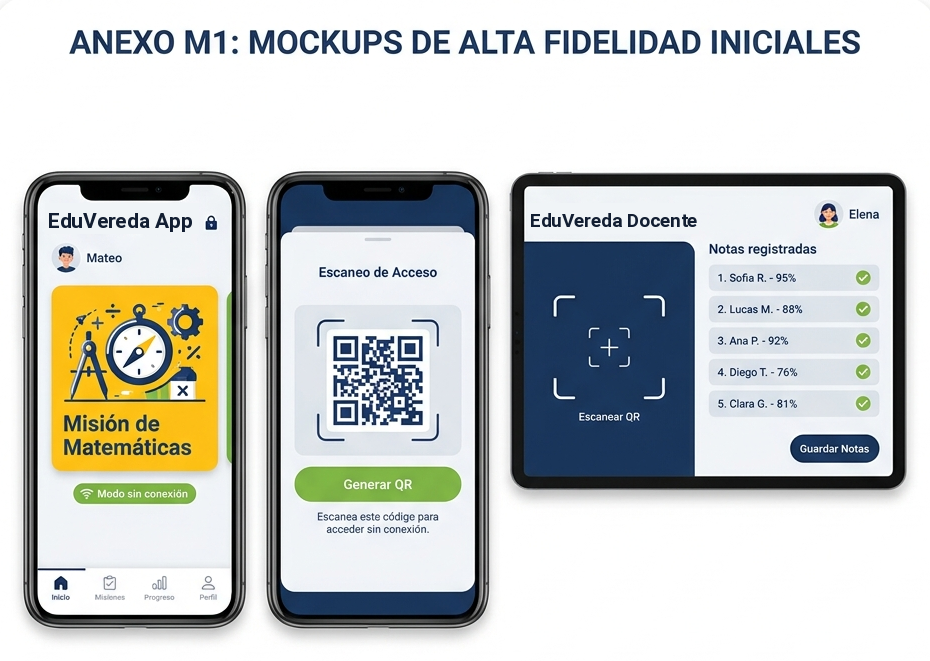 ANEXO M1: MOCKUPS DE ALTA FIDELIDAD INICIALES
EduVereda App
Mateo
Misión de
Matemáticas
Modo sin conexión
Inicio
Misiones
Progreso
Perfil
Escaneo de Acceso
Generar QR
Escanea este códige para
acceder sin conexión.
EduVereda Docente
Elena
Escanear QR
Notas registradas
1. Sofia R. - 95%
2. Lucas M. - 88%
3. Ana P. - 92%
4. Diego T. - 76%
5. Clara G. - 81%
Guardar Notas